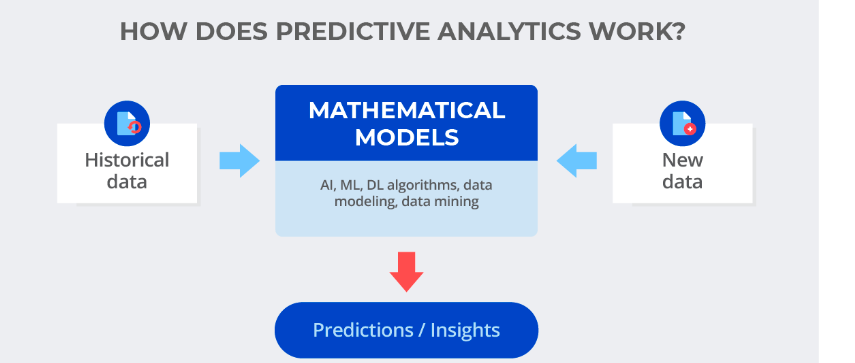 HOW DOES PREDICTIVE ANALYTICS WORK?
Historical
data
MATHEMATICAL
MODELS
AI, ML, DL algorithms, data
modeling, data mining
New
data
Predictions / Insights